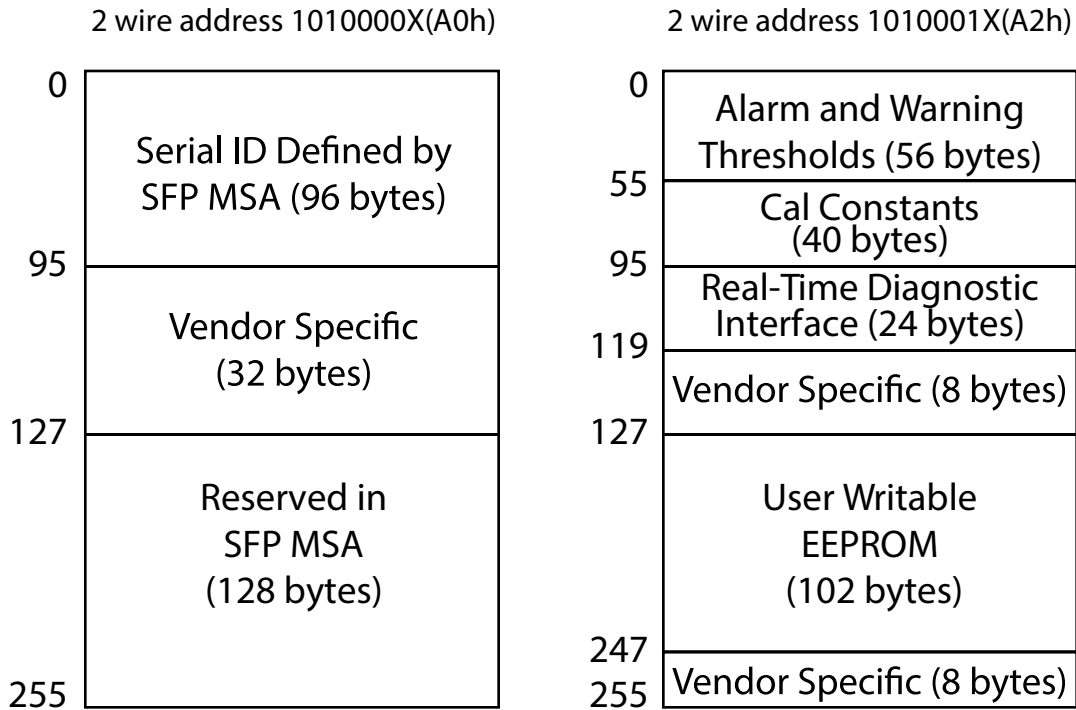 2 wire address 1010000X(A0h)
0
Serial ID Defined by
SFP MSA (96 bytes)
95
Vendor Specific
(32 bytes)
127
Reserved in
SFP MSA
(128 bytes)
255
2 wire address 1010001X(A2h)
0
Alarm and Warning
Thresholds (56 bytes)
55
Cal Constants
(40 bytes)
95
Real-Time Diagnostic
Interface (24 bytes)
119
Vendor Specific (8 bytes)
127
User Writable
EEPROM
(102 bytes)
247
Vendor Specific (8 bytes)
255